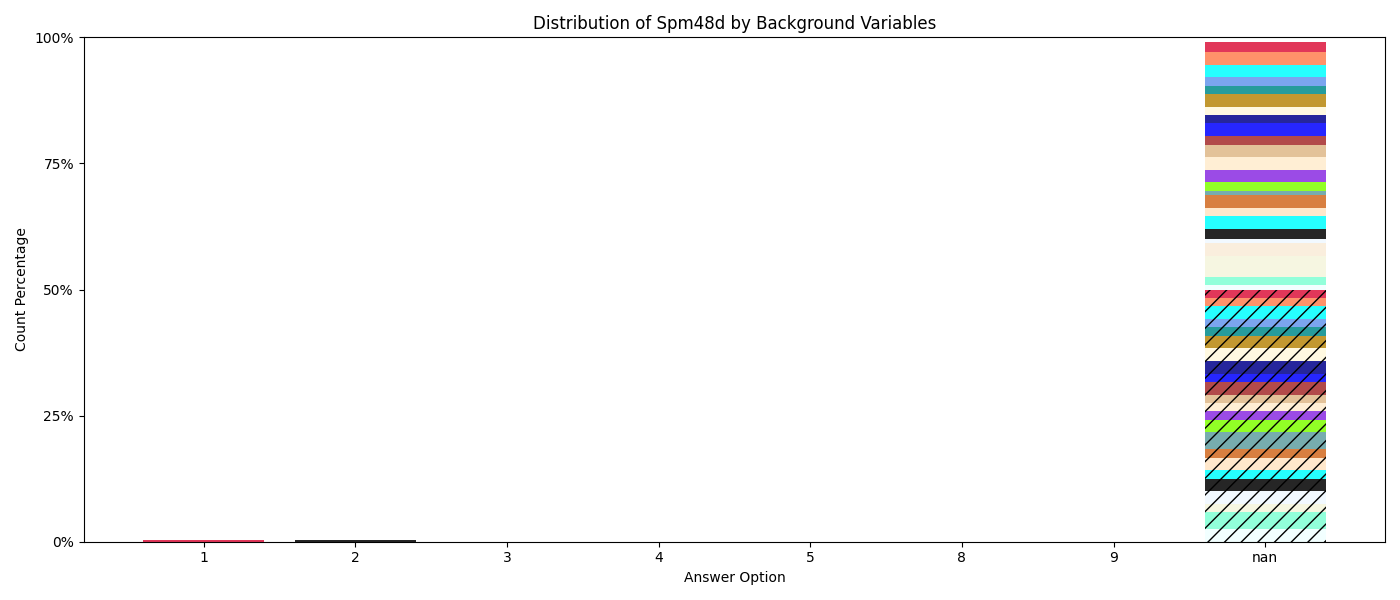 Distribution of Spm48d by Background Variables
100%
75%
50%
25%
0%
Count Percentage
1 2 3 4 5 8 9 nan
Answer Option